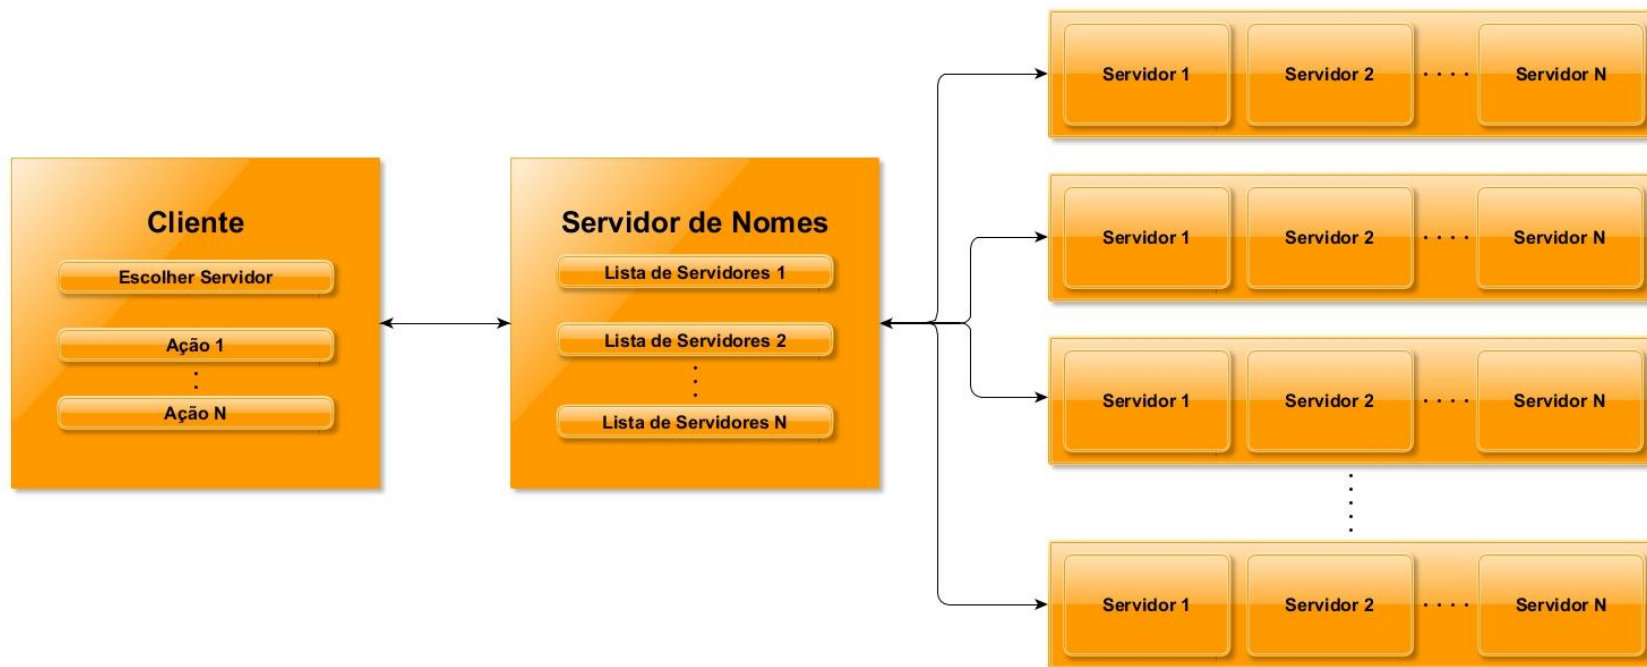 Cliente
Escolher Servidor
Ação 1
Ação N
Servidor de Nomes
Lista de Servidores 1
Lista de Servidores 2
Lista de Servidores N
Servidor 1 Servidor 2 Servidor N
Servidor 1 Servidor 2 Servidor N
Servidor 1 Servidor 2 Servidor N
Servidor 1 Servidor 2 Servidor N